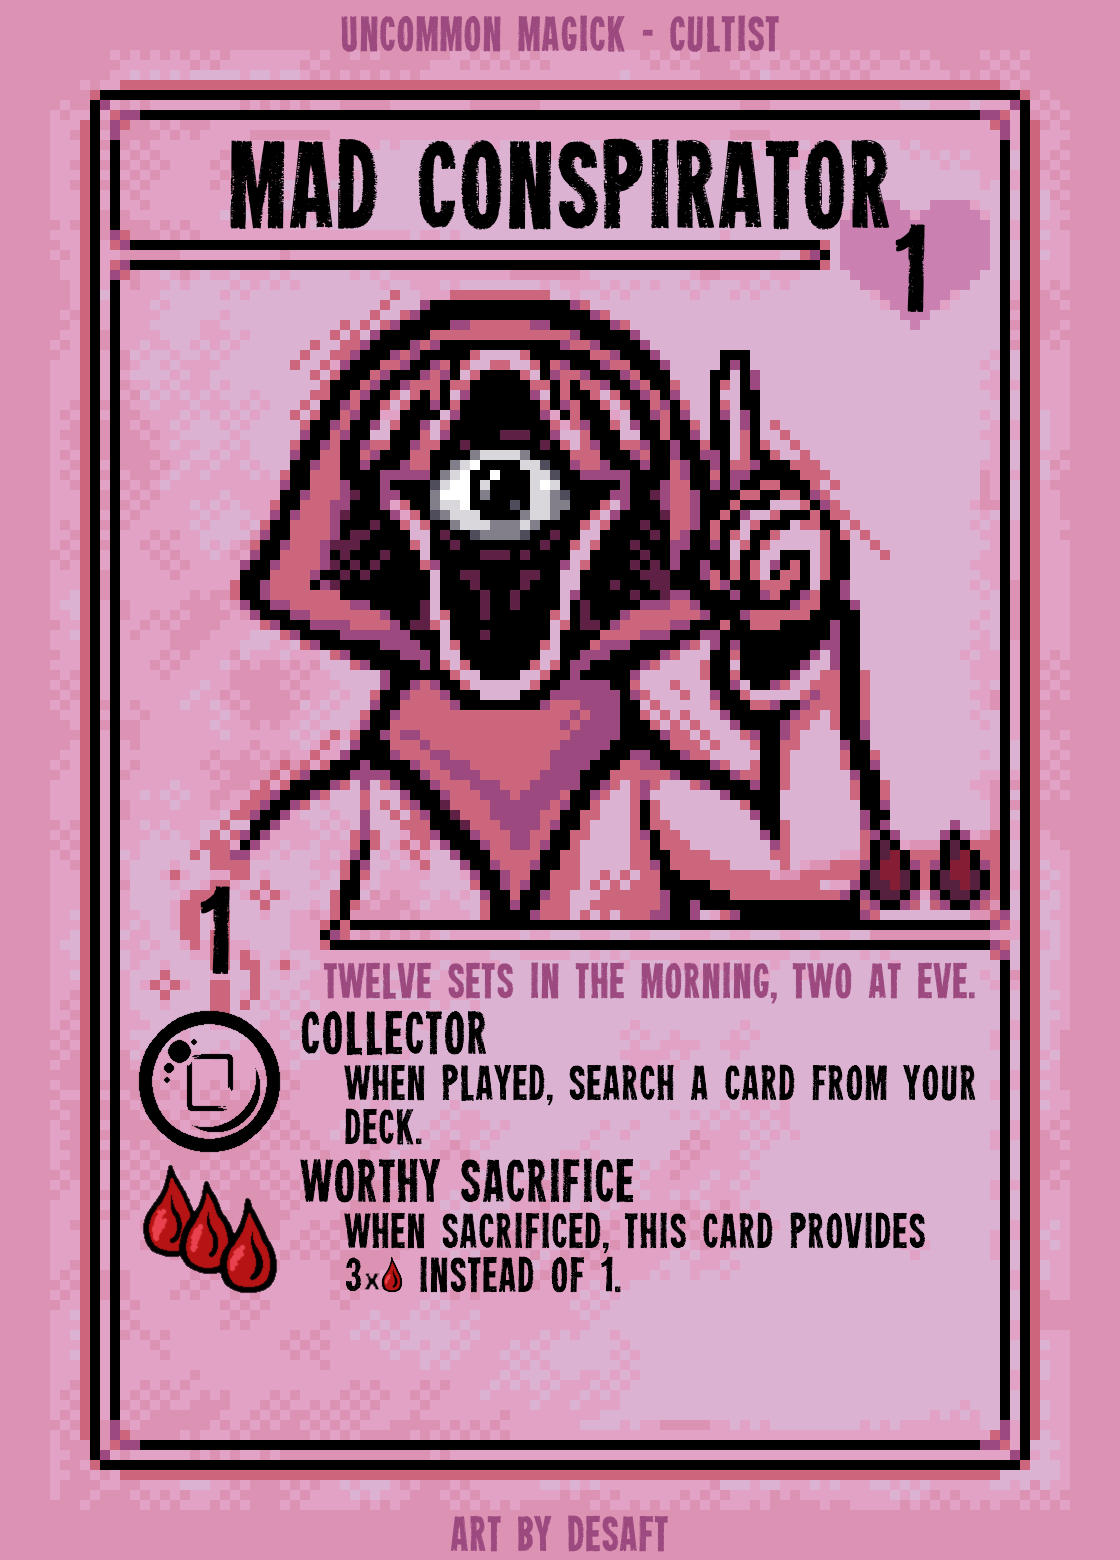 UNCOMMON MAGICK - CULTIST
MAD CONSPIRATOR
1
1
TWELVE SETS IN THE MORNING, TWO AT EVE.
COLLECTOR
WHEN PLAYED, SEARCH A CARD FROM YOUR
DECK.
WORTHY SACRIFICE
WHEN SACRIFICED, THIS CARD PROVIDES
3x INSTEAD OF 1.
ART BY DESAFT